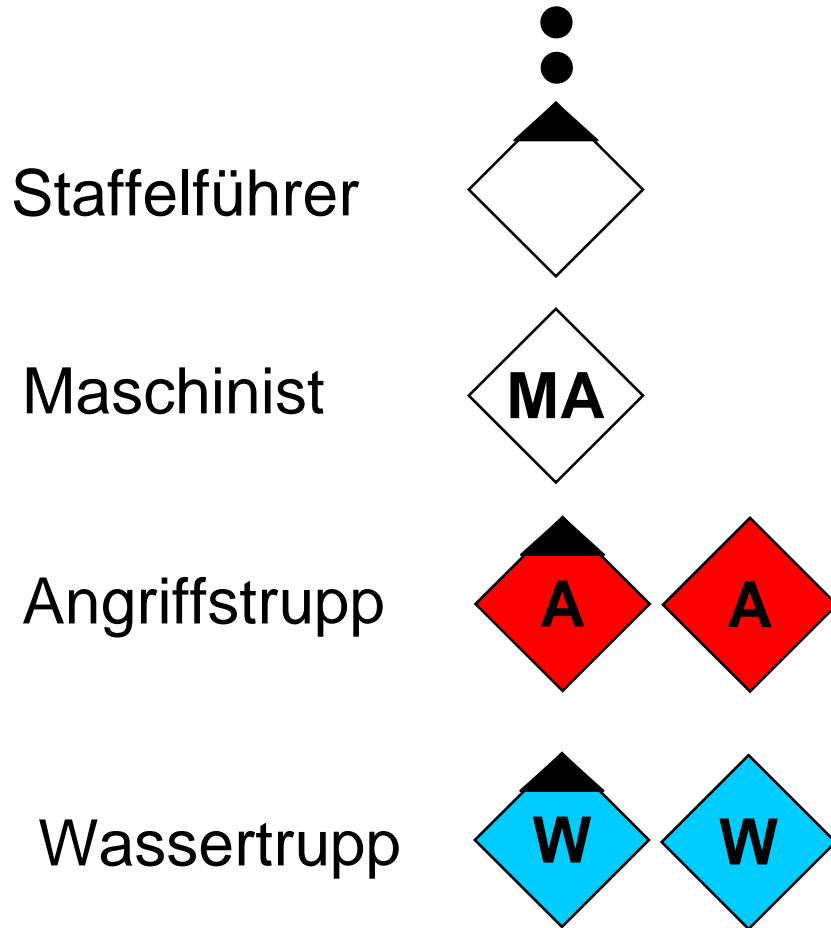 Staffelführer
Maschinist MA
Angriffstrupp A A
Wassertrupp W W